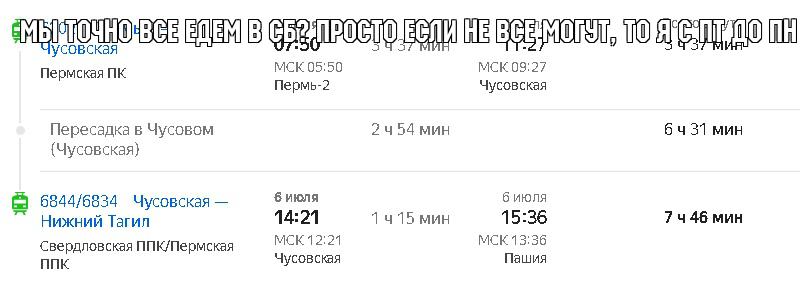 МЫ ТОЧНО ВСЕ ЕДЕМ В СБ? ПРОСТО ЕСЛИ НЕ ВСЕ МОГУТ, ТО Я С ПТ ДО ПН
Чусовская
07:50
3 ч 37 мин
11:27
3 ч 37 мин
Пермская ПК
МСК 05:50
МСК 09:27
Пермь-2
Чусовская
Пересадка в Чусовом
(Чусовская)
2 ч 54 мин
6 ч 31 мин
6844/6834 Чусовская —
Нижний Тагил
6 июля
6 июля
14:21
1 ч 15 мин
15:36
7 ч 46 мин
Свердловская ППК/Пермская
ППК
МСК 12:21
МСК 13:36
Чусовская
Пашия